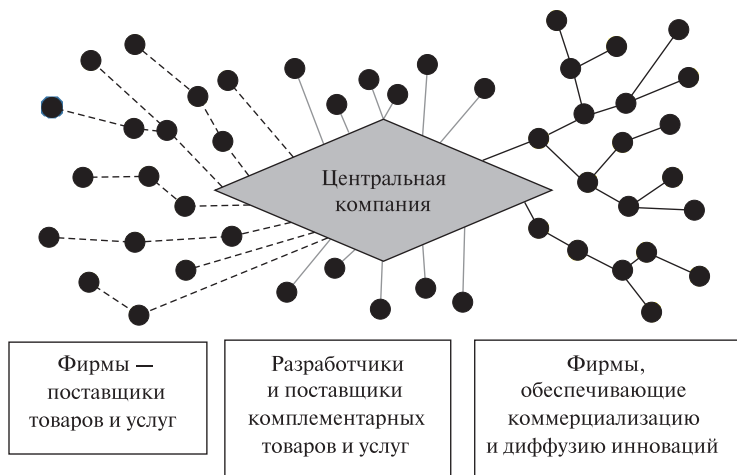 Центральная
компания
Фирмы —
поставщики
товаров и услуг
Разработчики
и поставщики
комплементарных
товаров и услуг
Фирмы,
обеспечивающие
коммерциализацию
и диффузию инноваций